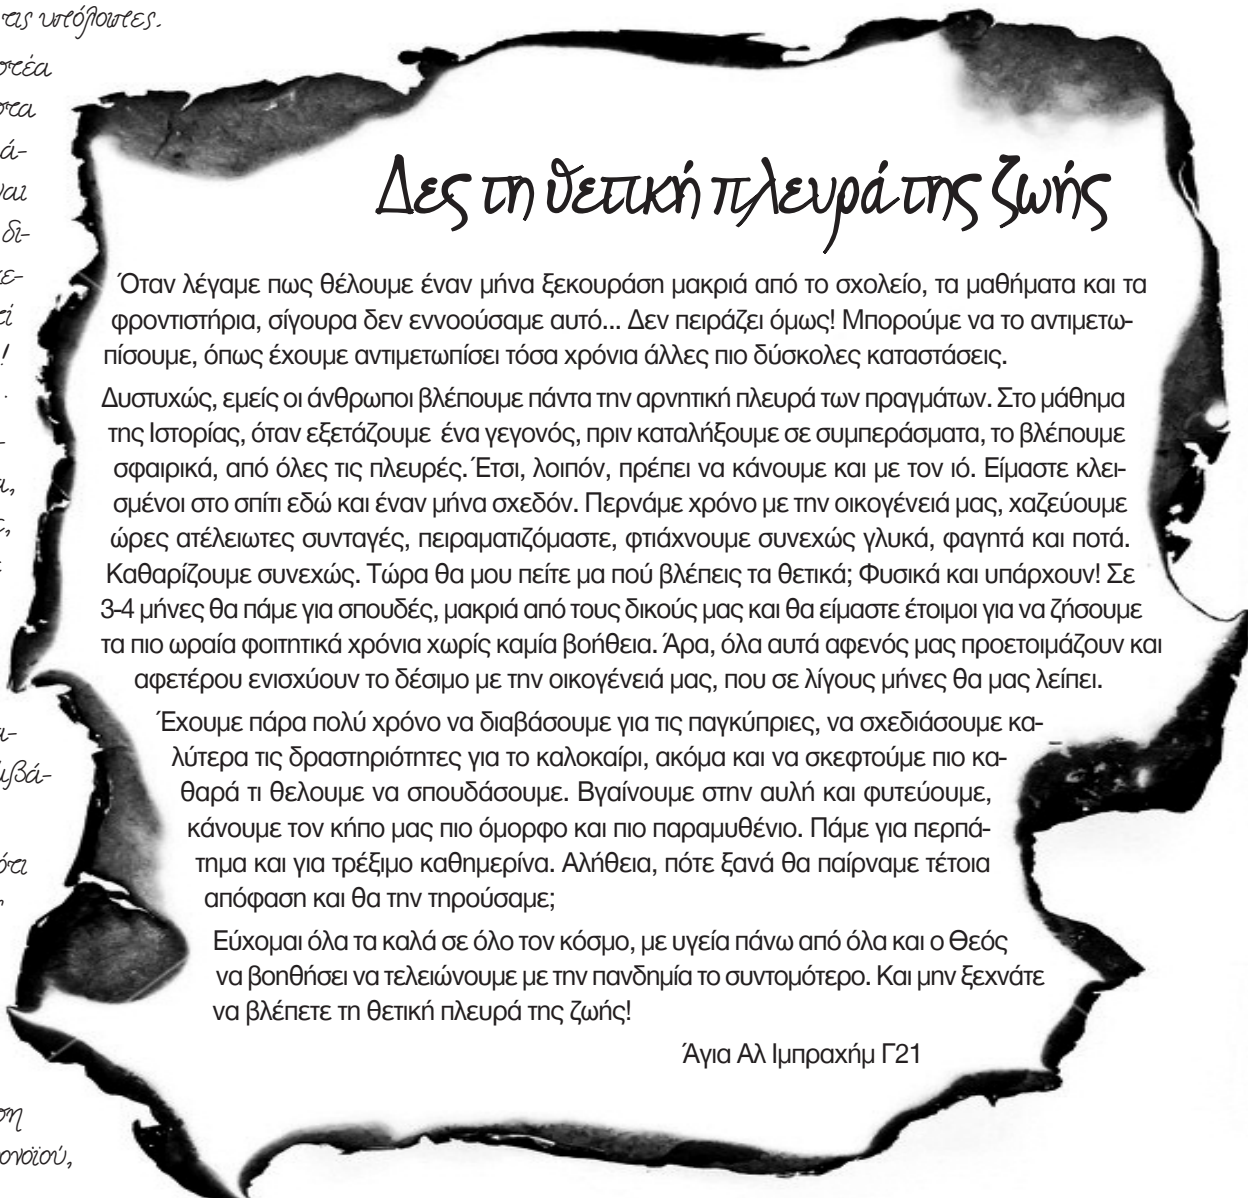 τις υπόλοιπες.
Δες τη θετική πλευρά της ζωής
Όταν λέγαμε πως θέλουμε έναν μήνα ξεκουράση μακριά από το σχολείο, τα μαθήματα και τα
φροντιστήρια, σίγουρα δεν εννοούσαμε αυτό... Δεν πειράζει όμως! Μπορούμε να το αντιμετω-
πίσουμε, όπως έχουμε αντιμετωπίσει τόσα χρόνια άλλες πιο δύσκολες καταστάσεις.
Δυστυχώς, εμείς οι άνθρωποι βλέπουμε πάντα την αρνητική πλευρά των πραγμάτων. Στο μάθημα
της Ιστορίας, όταν εξετάζουμε ένα γεγονός, πριν καταλήξουμε σε συμπεράσματα, το βλέπουμε
σφαιρικά, από όλες τις πλευρές. Έτσι, λοιπόν, πρέπει να κάνουμε και με τον ιό. Είμαστε κλει-
σμένοι στο σπίτι εδώ και έναν μήνα σχεδόν. Περνάμε χρόνο με την οικογένειά μας, χαζεύουμε
ώρες ατέλειωτες συνταγές, πειραματιζόμαστε, φτιάχνουμε συνεχώς γλυκά, φαγητά και ποτά.
Καθαρίζουμε συνεχώς. Τώρα θα μου πείτε μα πού βλέπεις τα θετικά; Φυσικά και υπάρχουν! Σε
3-4 μήνες θα πάμε για σπουδές, μακριά από τους δικούς μας και θα είμαστε έτοιμοι για να ζήσουμε
τα πιο ωραία φοιτητικά χρόνια χωρίς καμία βοήθεια. Άρα, όλα αυτά αφενός μας προετοιμάζουν και
αφετέρου ενισχύουν το δέσιμο με την οικογένειά μας, που σε λίγους μήνες θα μας λείπει.
Έχουμε πάρα πολύ χρόνο να διαβάσουμε για τις παγκύπριες, να σχεδιάσουμε κα-
λύτερα τις δραστηριότητες για το καλοκαίρι, ακόμα και να σκεφτούμε πιο κα-
θαρά τι θελουμε να σπουδάσουμε. Βγαίνουμε στην αυλή και φυτεύουμε,
κάνουμε τον κήπο μας πιο όμορφο και πιο παραμυθένιο. Πάμε για περπά-
τημα και για τρέξιμο καθημερίνα. Αλήθεια, πότε ξανά θα παίρναμε τέτοια
απόφαση και θα την τηρούσαμε;
Εύχομαι όλα τα καλά σε όλο τον κόσμο, με υγεία πάνω από όλα και ο Θεός
να βοηθήσει να τελειώνουμε με την πανδημία το συντομότερο. Και μην ξεχνάτε
να βλέπετε τη θετική πλευρά της ζωής!
Άγια Αλ Ιμπραχήμ Γ21